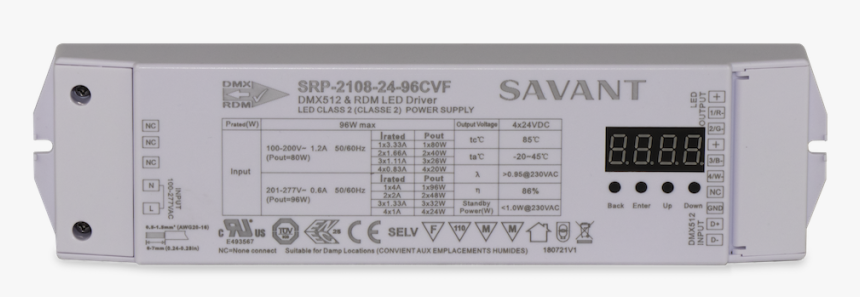 DMX
RDM
SRP-2108-24-96CVF
DMX512 & RDM LED Driver
LED CLASS 2 (CLASSE 2) POWER SUPPLY
SAVANT
Prated(W) 96W max Output Voltage 4x24VDC
Input
100-200V~ 1.2A 50/60Hz
(Pout=80W)
Irated Pout
1x3.33A 1x80W
2x1.66A 2x40W
3x1.11A 3x26W
4x0.83A 4x20W
201-277V~ 0.6A 50/60Hz
(Pout=96W)
Irated Pout
1x4A 1x96W
2x2A 2x48W
3x1.33A 3x32W
4x1A 4x24W
tc℃ 85℃
ta℃ -20~45℃
λ >0.95@230VAC
η 86%
Standby Power(W) <1.0W@230VAC
NC
NC
NC
N
L
INPUT
100-277VAC
c RU us
E493567
TUV
CE
SELV
F
110
M
M
180721V1
NC=None connect Suitable for Damp Locations (CONVIENT AUX EMPLACEMENTS HUMIDES)
8.8.8.8.
Back Enter Up Down
LED
OUTPUT
+
1/R-
2/G-
+
3/B-
4/W-
NC
GND
D+
D-
DMX512
INPUT